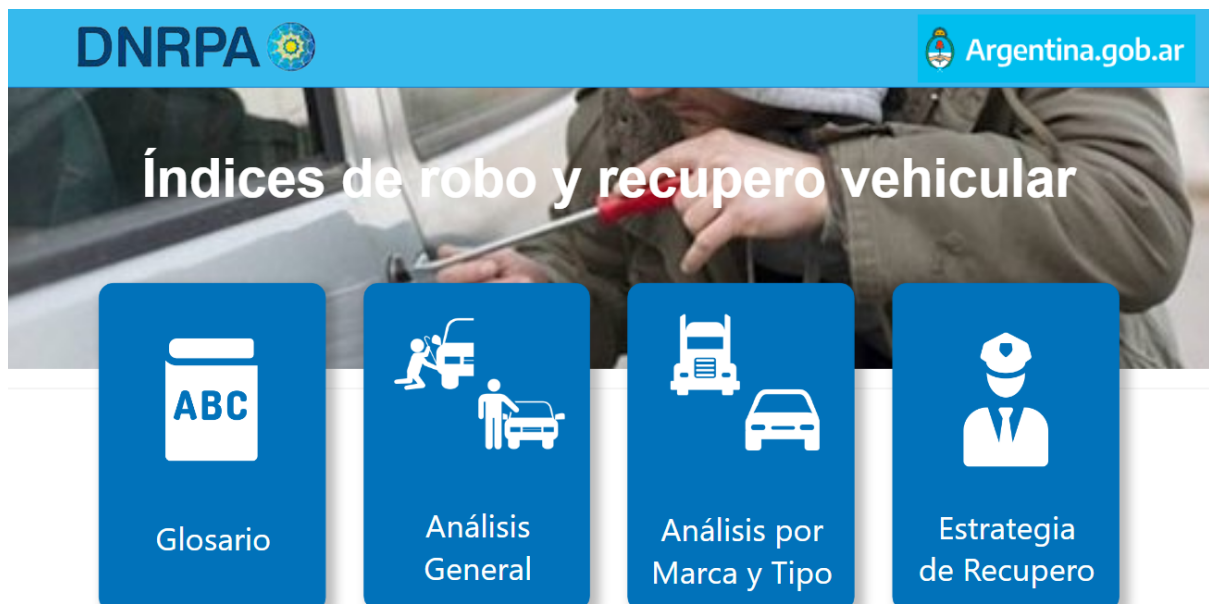 DNRPA
Argentina.gob.ar
Índices de robo y recupero vehicular
ABC
Glosario
Análisis
General
Análisis por
Marca y Tipo
Estrategia
de Recupero